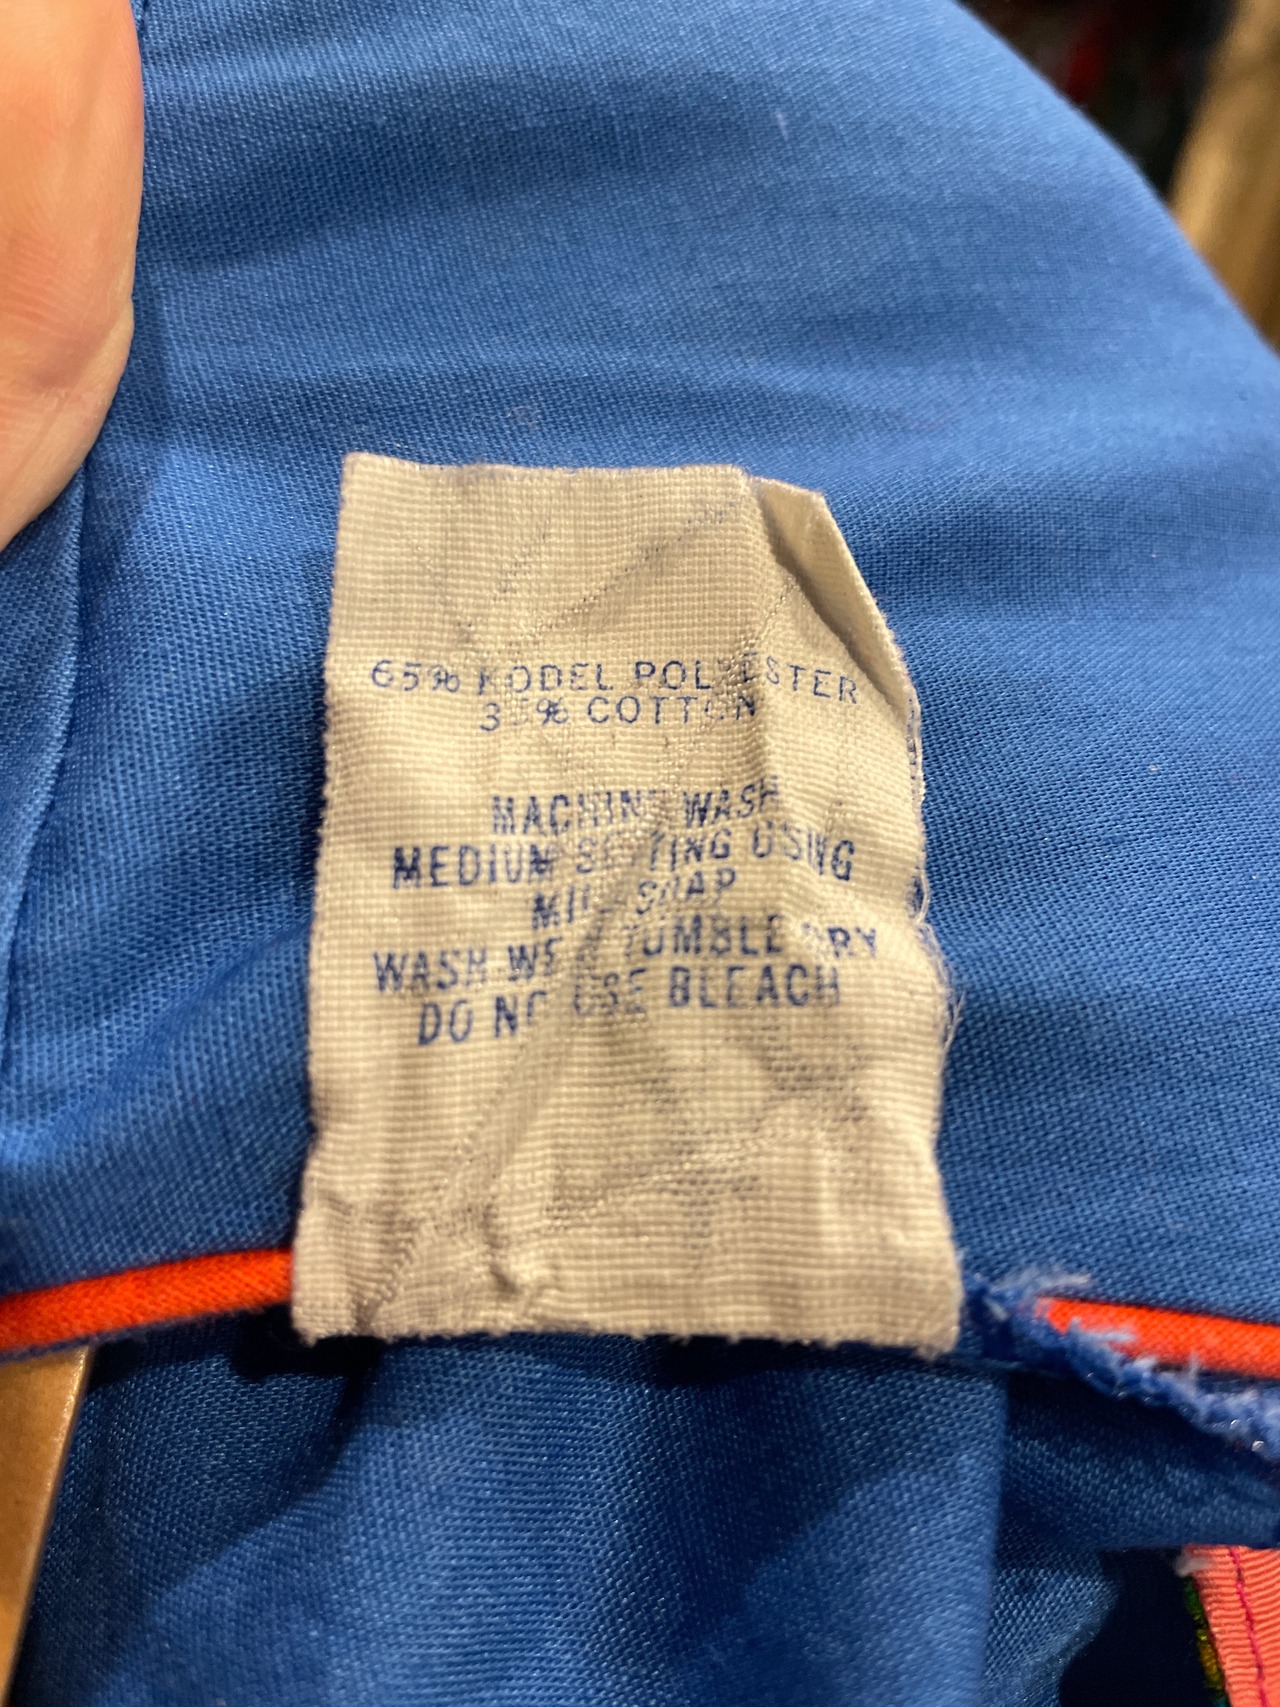 65% KODEL POLYESTER
35% COTTON
MACHINE WASH
MEDIUM SETTING USING
MILD SOAP
WASH WET TUMBLE DRY
DO NOT USE BLEACH